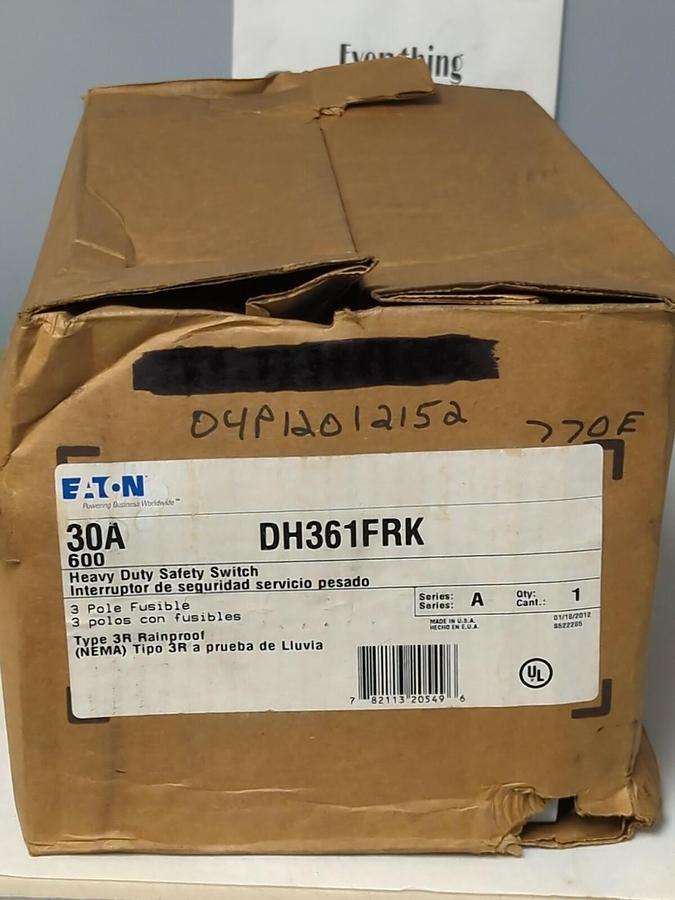 Everything
04P12012152
770E
EATON
Powering Business Worldwide™
30A
DH361FRK
600
Heavy Duty Safety Switch
Interruptor de seguridad servicio pesado
3 Pole Fusible
3 polos con fusibles
Series: A Qty: 1
Series: Cant.:
MADE IN U.S.A.
HECHO EN E.U.A.
01/18/2012
8522285
Type 3R Rainproof
(NEMA) Tipo 3R a prueba de Lluvia
7 82113 20549 6
UL